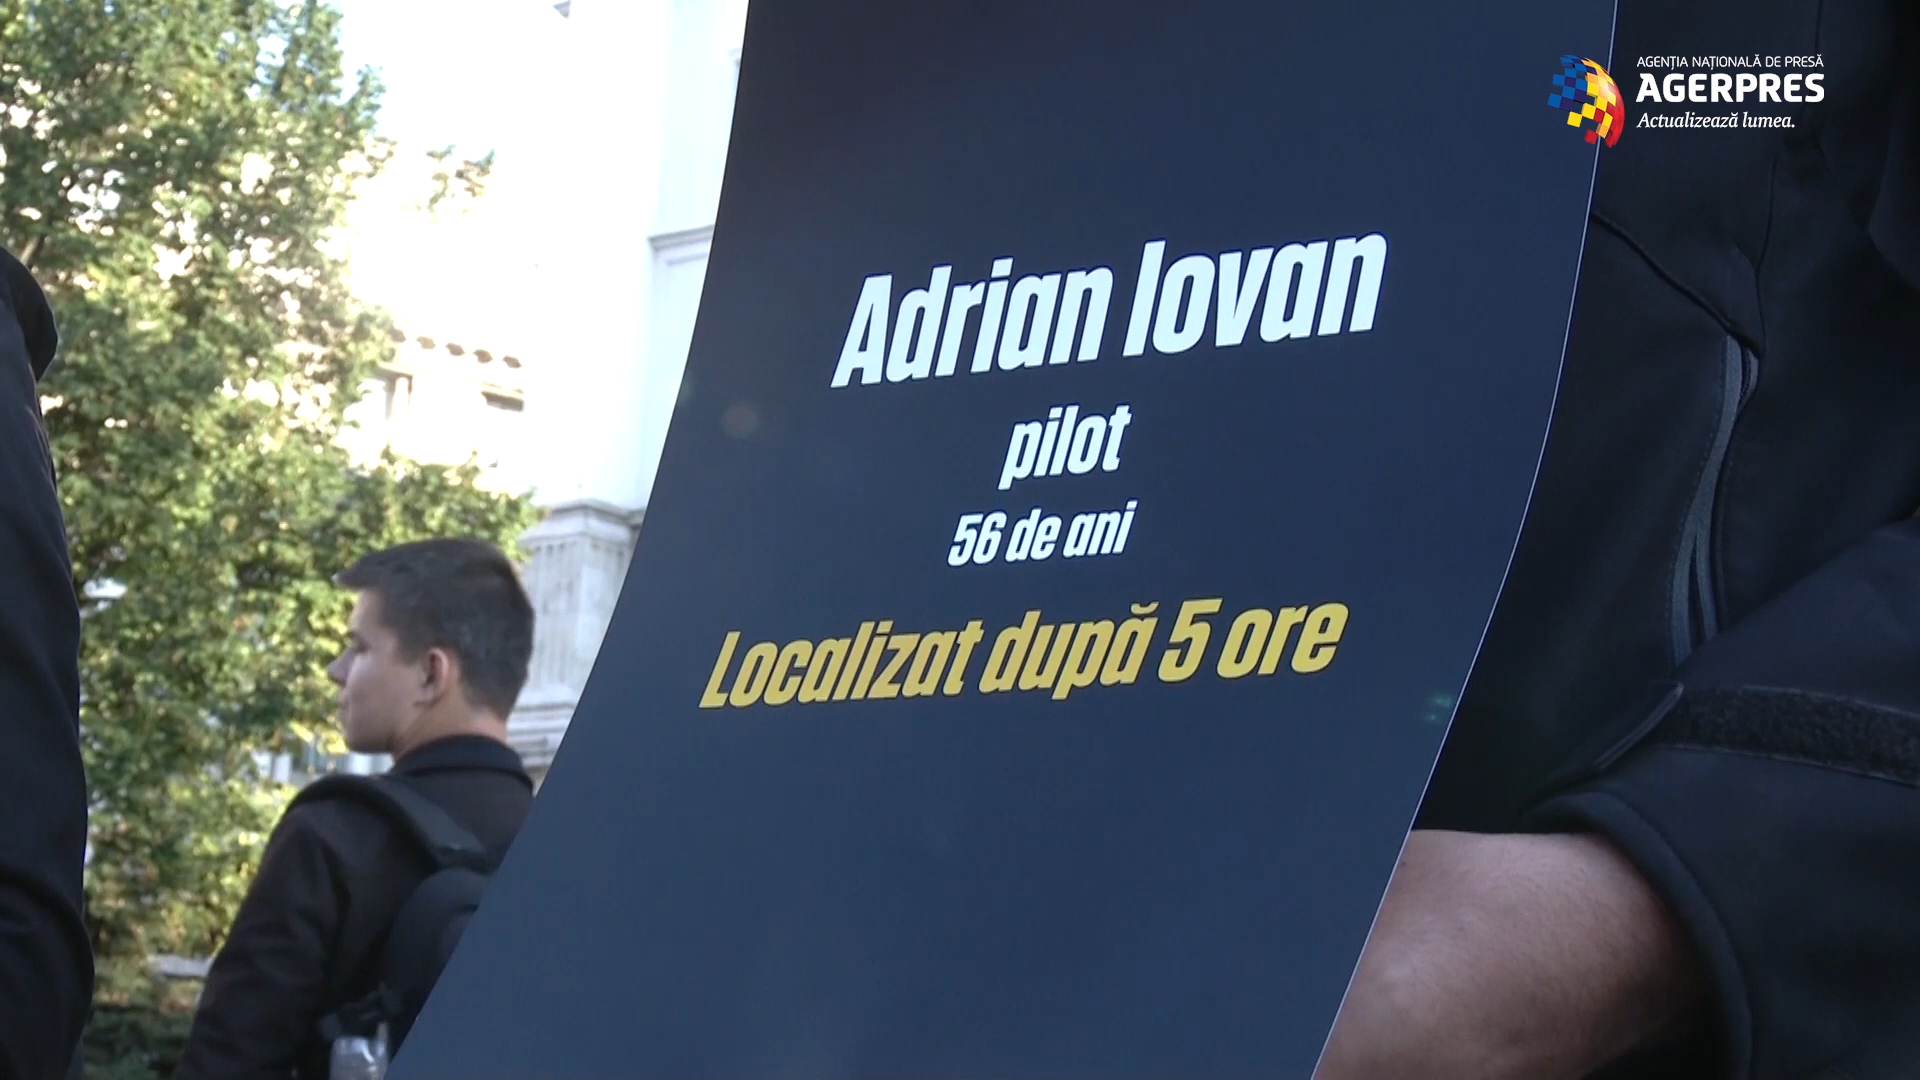 AGENȚIA NAȚIONALĂ DE PRESĂ
AGERPRES
Actualizează lumea.
Adrian Iovan
pilot
56 de ani
Localizat după 5 ore